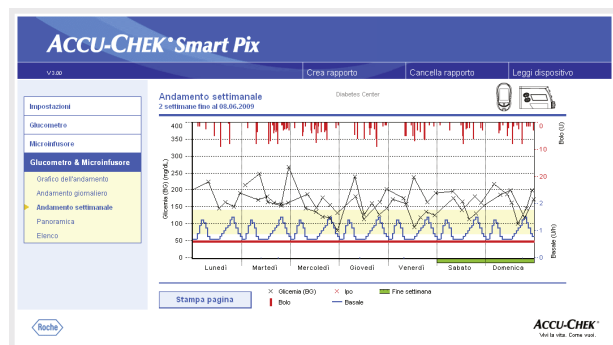 ACCU-CHEK® Smart Pix
V 3.00
Crea rapporto
Cancella rapporto
Leggi dispositivo
Impostazioni
Glucometro
Microinfusore
Glucometro & Microinfusore
Grafico dell'andamento
Andamento giornaliero
Andamento settimanale
Panoramica
Elenco
Andamento settimanale
2 settimane fino al 08.06.2009
Diabetes Center
Glicemia (BG) (mg/dL)
400
350
300
250
200
150
100
50
0
0
10
20
2
1
0
Bolo (U)
Basale (U/h)
Lunedì Martedì Mercoledì Giovedì Venerdì Sabato Domenica
Stampa pagina
Glicemia (BG) Ipo Fine settimana
Bolo Basale
Roche
ACCU-CHEK®
Vivi la vita. Come vuoi.